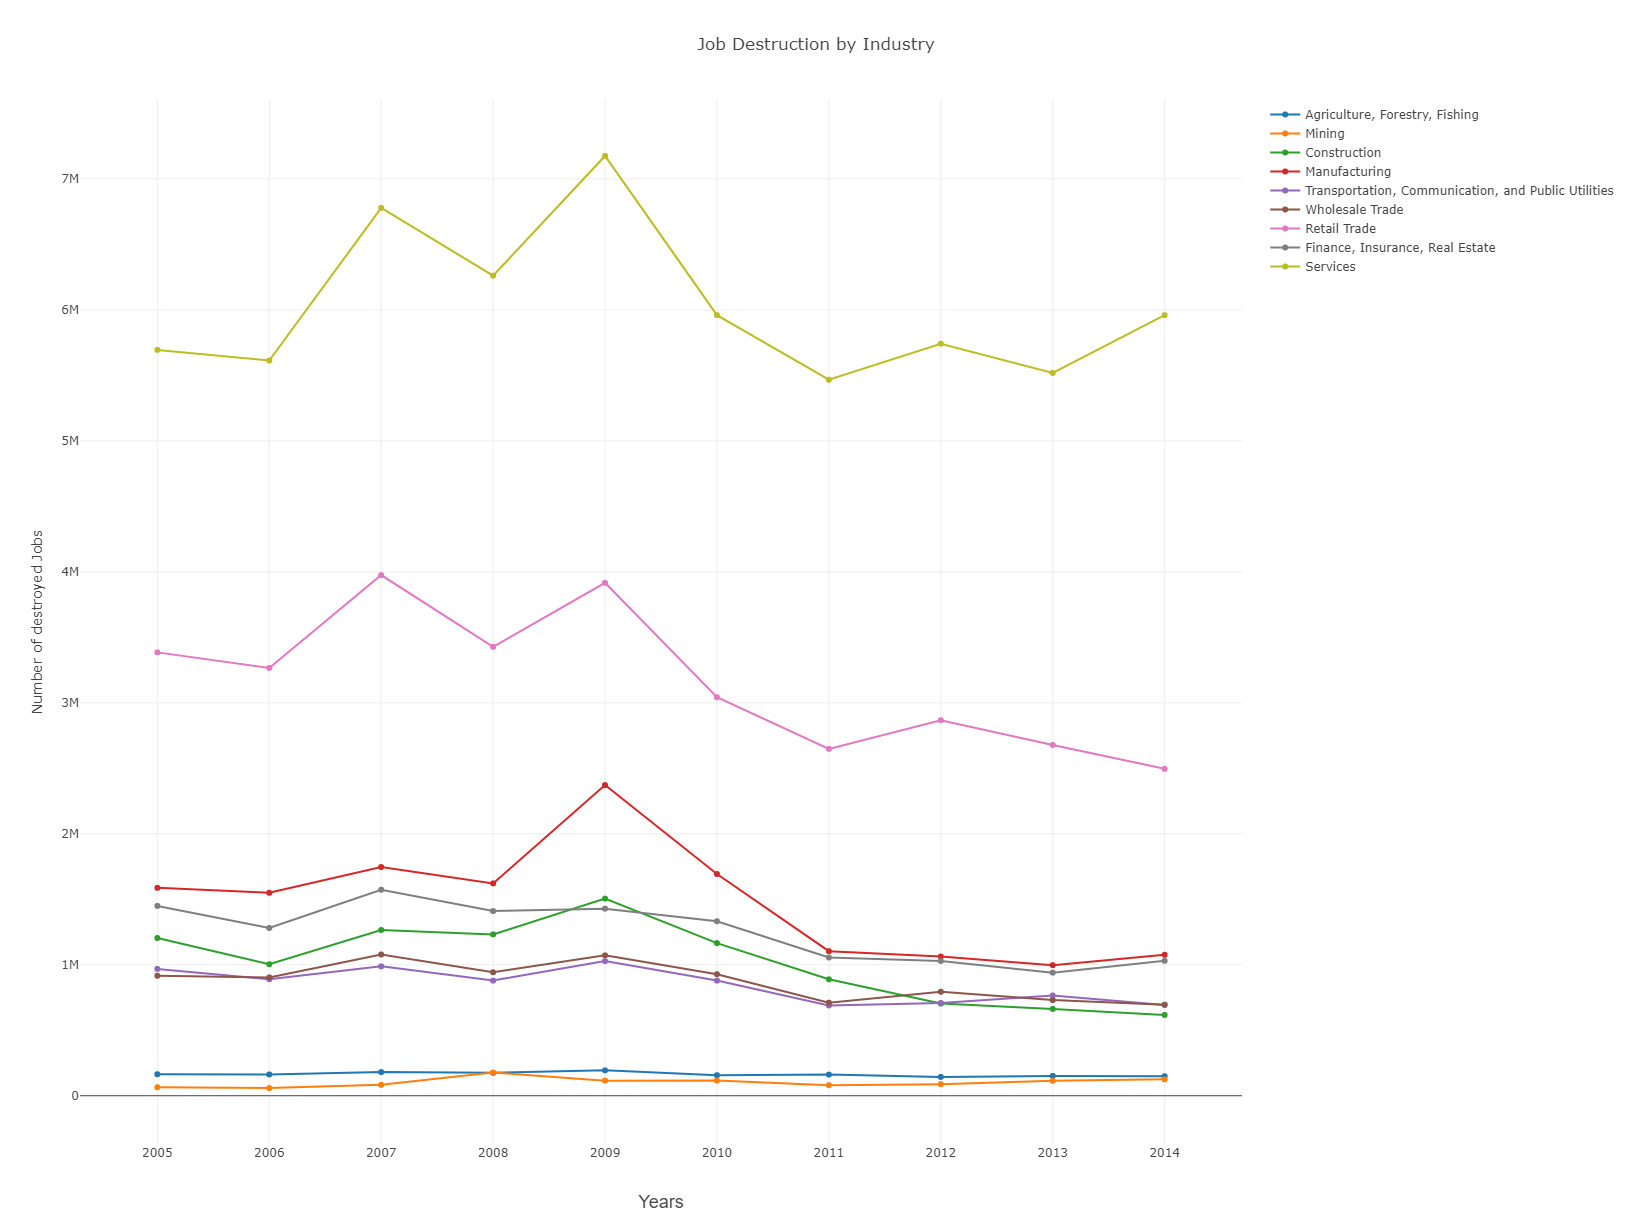 Job Destruction by Industry
Agriculture, Forestry, Fishing
Mining
Construction
Manufacturing
Transportation, Communication, and Public Utilities
Wholesale Trade
Retail Trade
Finance, Insurance, Real Estate
Services
Number of destroyed Jobs
7M
6M
5M
4M
3M
2M
1M
0
2005 2006 2007 2008 2009 2010 2011 2012 2013 2014
Years